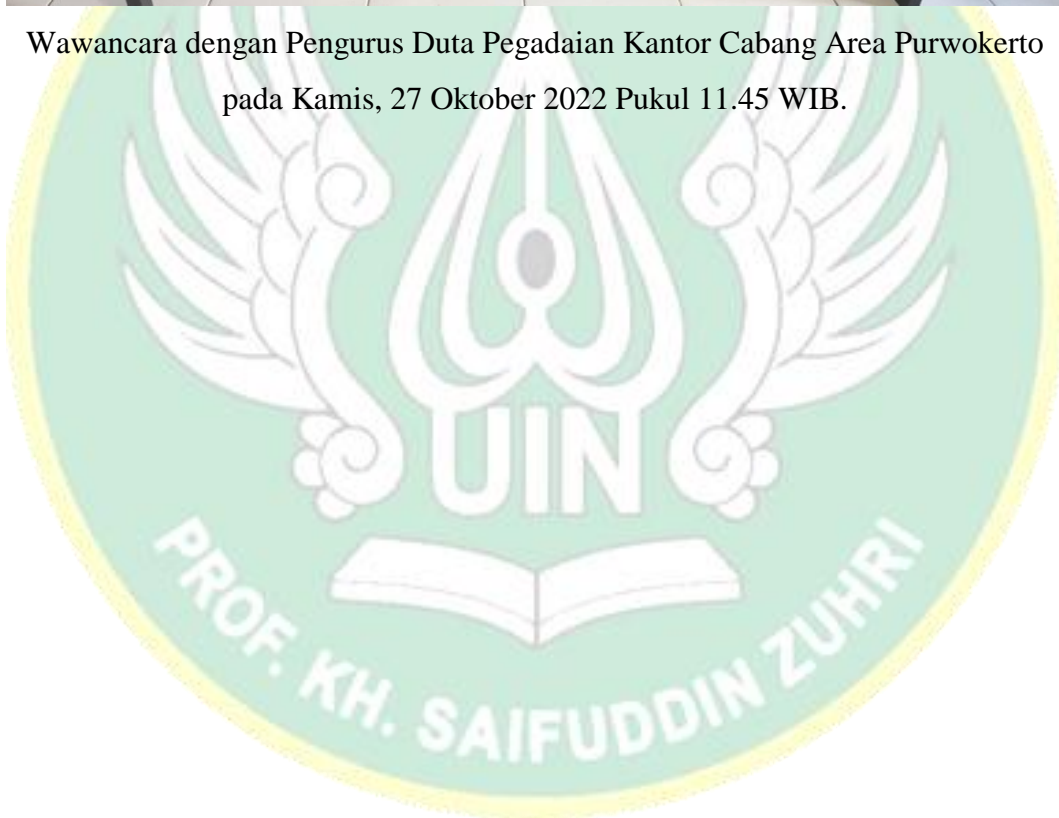 Wawancara dengan Pengurus Duta Pegadaian Kantor Cabang Area Purwokerto
pada Kamis, 27 Oktober 2022 Pukul 11.45 WIB.
UIN
PROF. KH. SAIFUDDIN ZUHRI